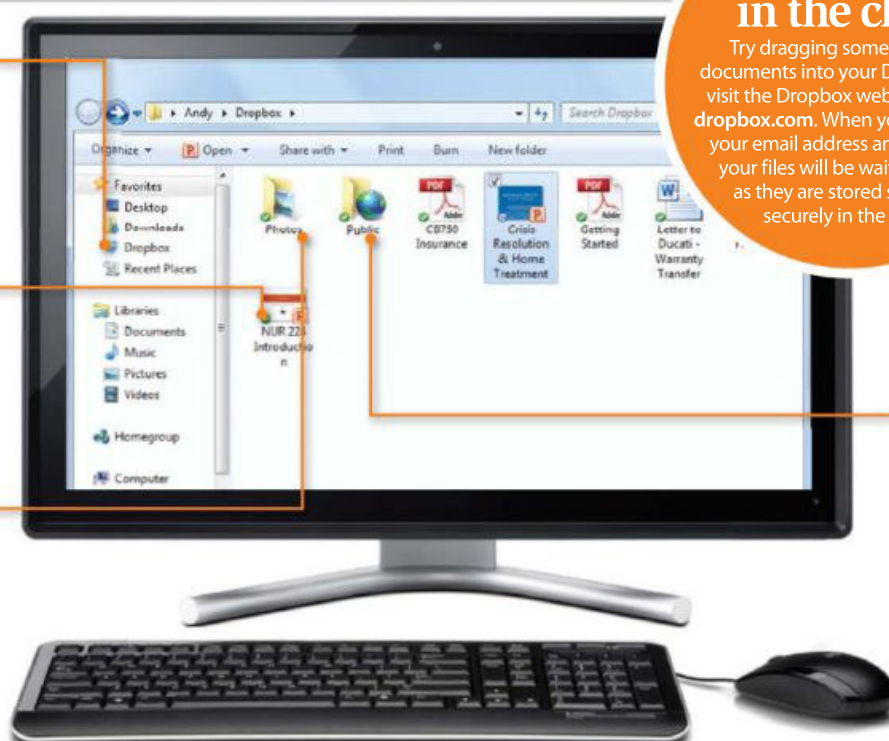 in the cl
Try dragging some
documents into your D
visit the Dropbox web
dropbox.com. When yo
your email address an
your files will be wai
as they are stored s
securely in the
Andy Dropbox
Search Dropbox
Organize Open Share with Print Burn New folder
Favorites
Desktop
Downloads
Dropbox
Recent Places
Libraries
Documents
Music
Pictures
Videos
Homegroup
Computer
Photos
Public
PDF
Adobe
CB750
Insurance
Crisis
Resolution
& Home
Treatment
PDF
Adobe
Getting
Started
W
Letter to
Ducati -
Warranty
Transfer
NUR 224
Introductio
n